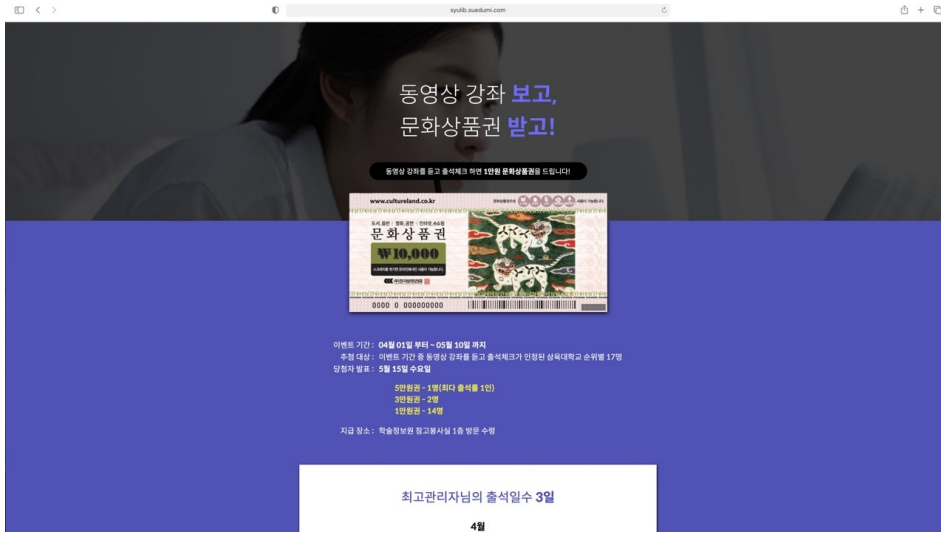 syulib.suedumi.com
동영상 강좌 보고,
문화상품권 받고!
동영상 강좌를 듣고 출석체크 하면 1만원 문화상품권을 드립니다!
www.cultureland.co.kr
문화상품권
₩10,000
0000 0 000000000
이벤트 기간 : 04월 01일 부터 ~ 05월 10일 까지
추첨 대상 : 이벤트 기간 중 동영상 강좌를 듣고 출석체크가 인정된 삼육대학교 순위별 17명
당첨자 발표 : 5월 15일 수요일
5만원권 - 1명(최다 출석률 1인)
3만원권 - 2명
1만원권 - 14명
지급 장소 : 학술정보원 참고봉사실 1층 방문 수령
최고관리자님의 출석일수 3일
4월